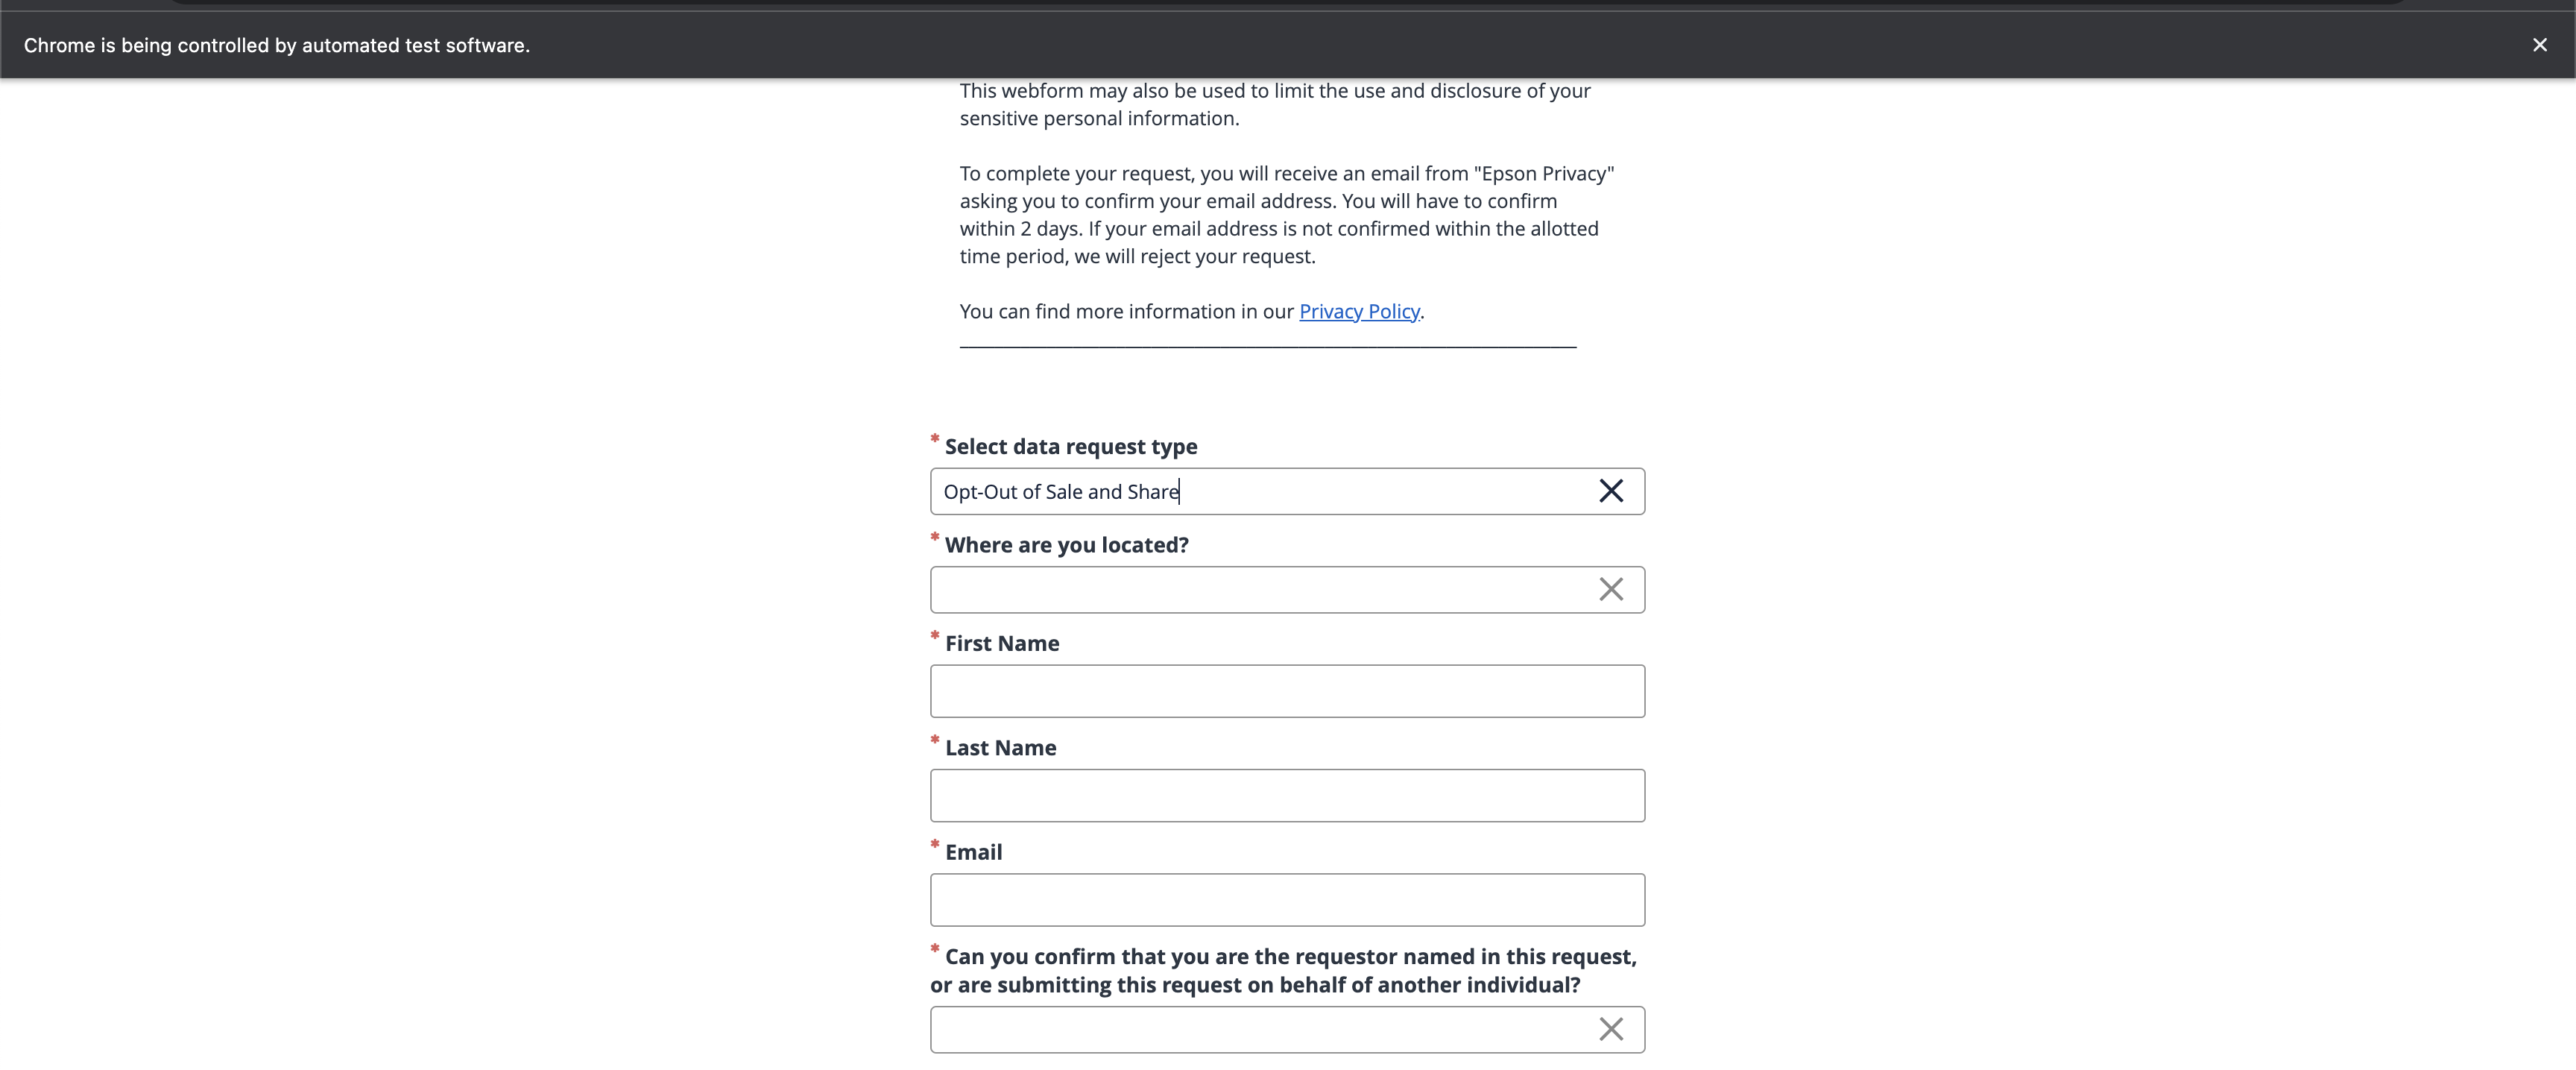 Chrome is being controlled by automated test software.
This webform may also be used to limit the use and disclosure of your
sensitive personal information.
To complete your request, you will receive an email from "Epson Privacy"
asking you to confirm your email address. You will have to confirm
within 2 days. If your email address is not confirmed within the allotted
time period, we will reject your request.
You can find more information in our Privacy Policy.
* Select data request type
Opt-Out of Sale and Share
* Where are you located?
* First Name
* Last Name
* Email
* Can you confirm that you are the requestor named in this request,
or are submitting this request on behalf of another individual?